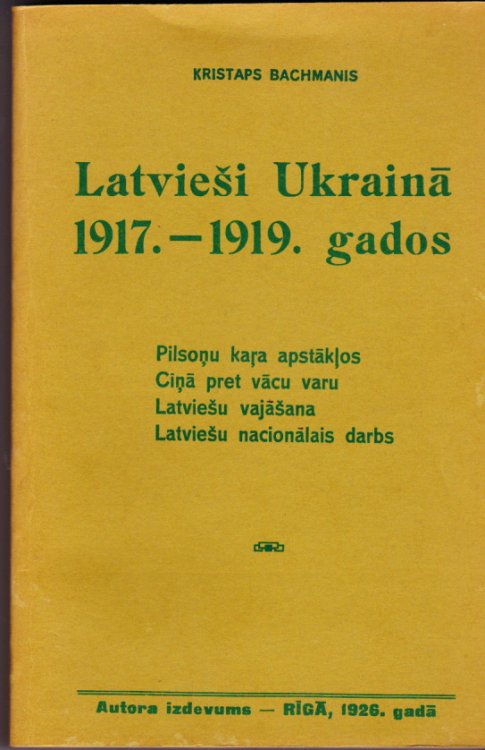 KRISTAPS BACHMANIS
Latvieši Ukrainā
1917.—1919. gados
Pilsoņu kaŗa apstākļos
Ciņā pret vācu varu
Latviešu vajāšana
Latviešu nacionālais darbs
Autora izdevums — RĪGĀ, 1926. gadā